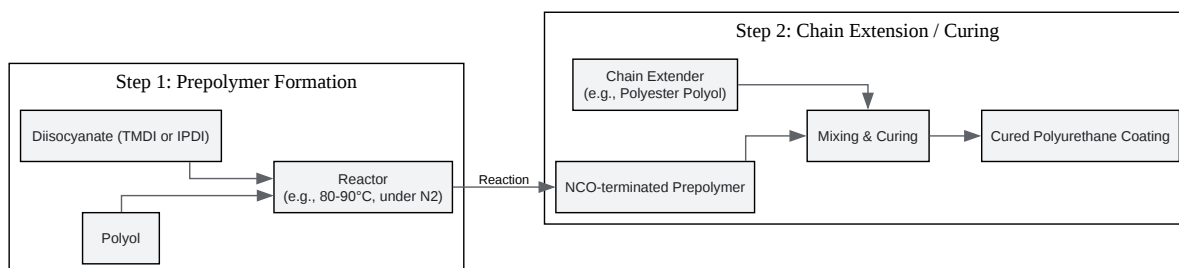 Step 1: Prepolymer Formation
Diisocyanate (TMDI or IPDI)
Polyol
Reactor
(e.g., 80-90°C, under N2)
Reaction
Step 2: Chain Extension / Curing
Chain Extender
(e.g., Polyester Polyol)
NCO-terminated Prepolymer
Mixing & Curing
Cured Polyurethane Coating